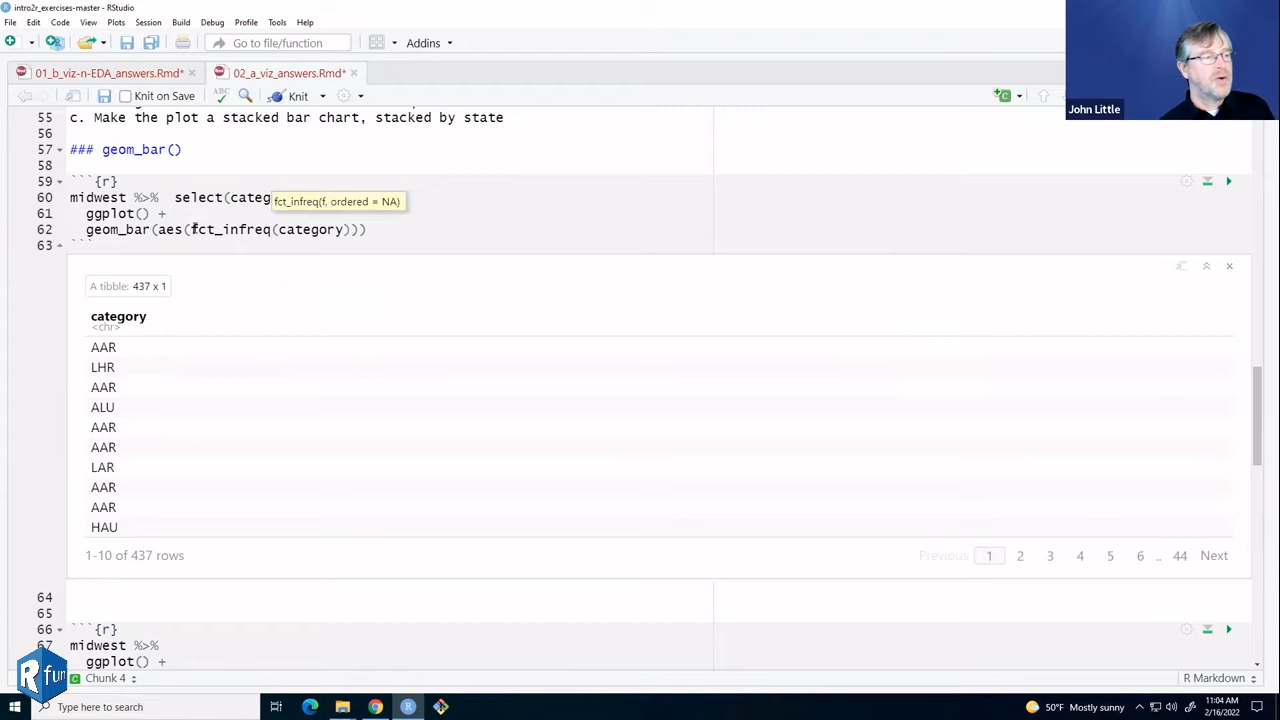 intro2r_exercises-master - RStudio
File Edit Code View Plots Session Build Debug Profile Tools Help
Go to file/function
Addins
01_b_viz-n-EDA_answers.Rmd*
02_a_viz_answers.Rmd*
Knit on Save
ABC
Knit
John Little
55 c. Make the plot a stacked bar chart, stacked by state
56
57 ### geom_bar()
58
59 ```{r}
60 midwest %>% select(categ
fct_infreq(f, ordered = NA)
61 ggplot() +
62 geom_bar(aes(fct_infreq(category)))
63 ```
A tibble: 437 x 1
category
<chr>
AAR
LHR
AAR
ALU
AAR
AAR
LAR
AAR
AAR
HAU
1-10 of 437 rows
Previous 1 2 3 4 5 6 ... 44 Next
64
65
66 ```{r}
67 midwest %>%
ggplot() +
R fun
Chunk 4
R Markdown
Type here to search
50°F Mostly sunny
11:04 AM
2/16/2022